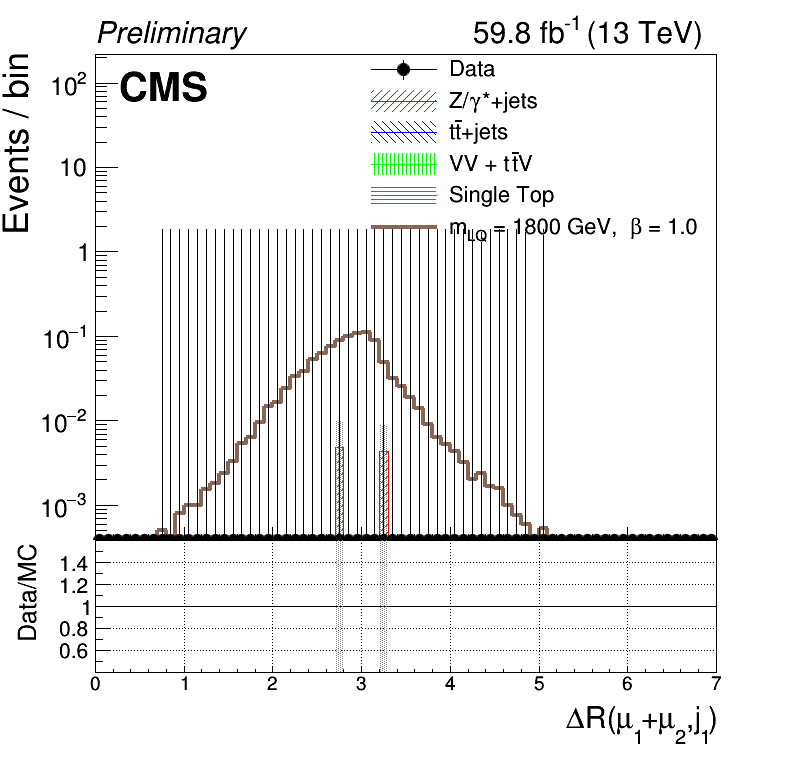 Preliminary 59.8 fb⁻¹ (13 TeV)
CMS
Data
Z/γ*+jets
tt̄+jets
VV + tt̄V
Single Top
m_LQ = 1800 GeV, β = 1.0
Events / bin
10²
10
1
10⁻¹
10⁻²
10⁻³
Data/MC
1.4
1.2
1
0.8
0.6
0 1 2 3 4 5 6 7
ΔR(μ₁+μ₂,j₁)